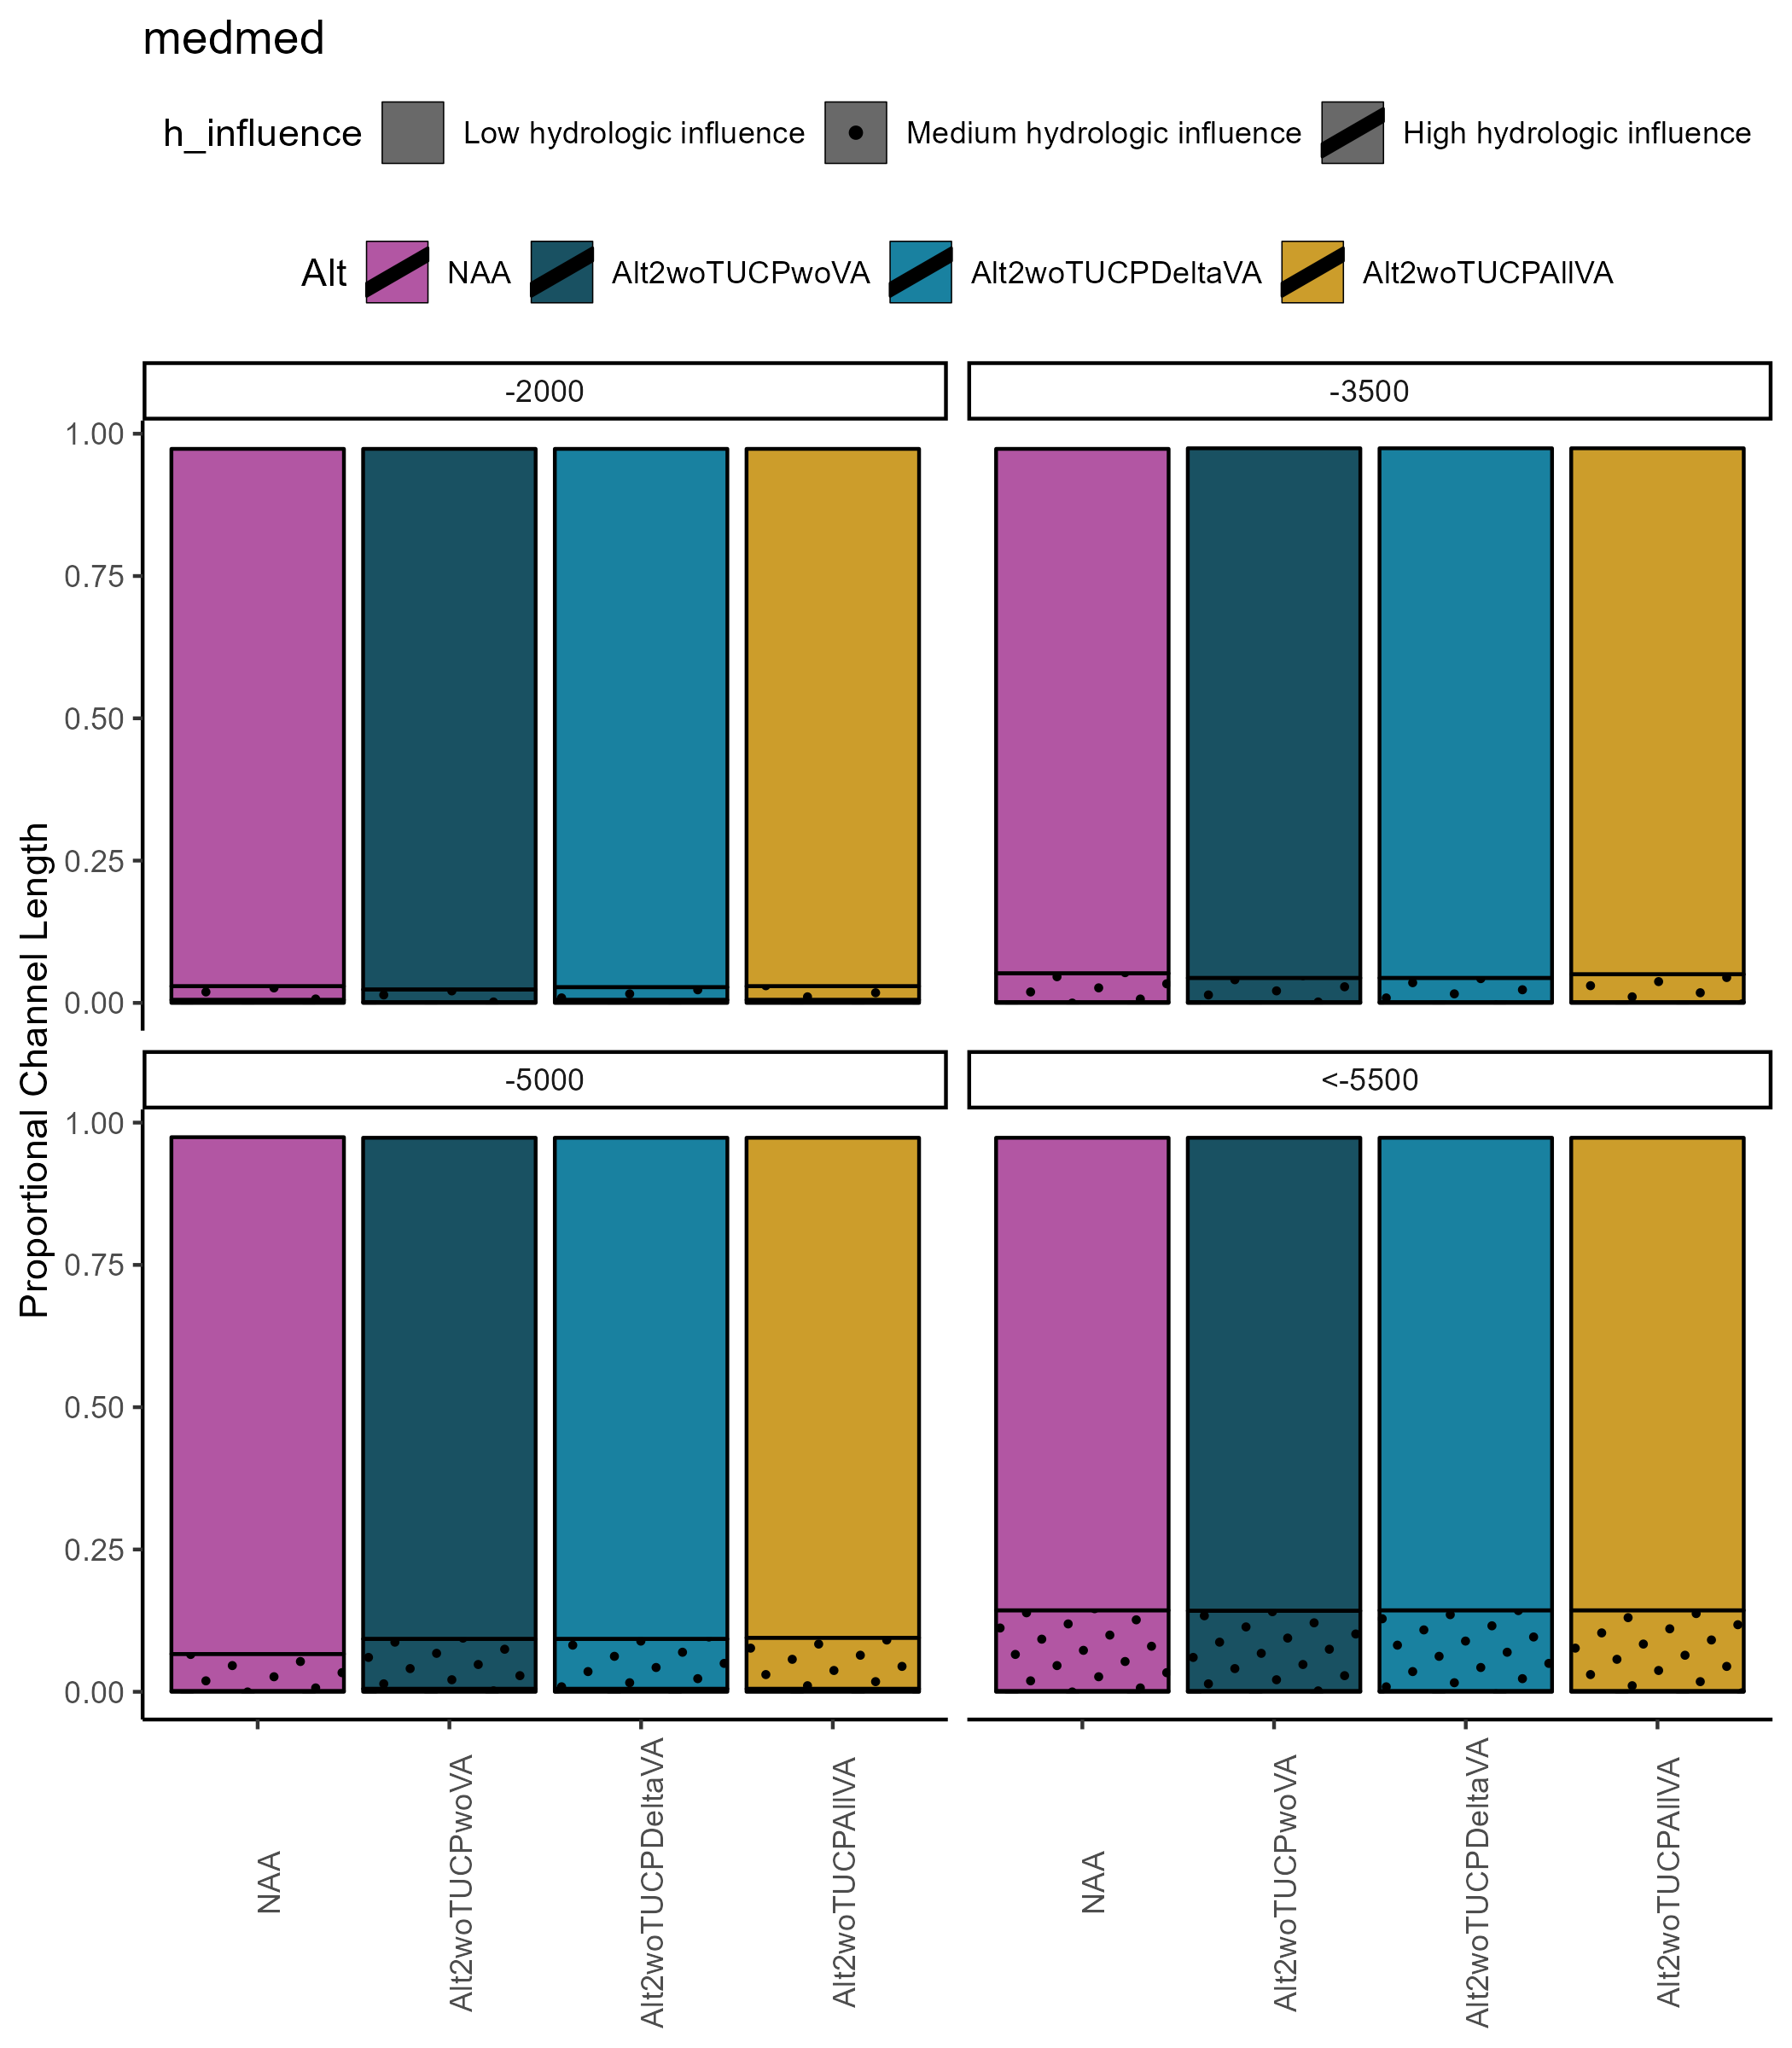 medmed
h_influence Low hydrologic influence Medium hydrologic influence High hydrologic influence
Alt NAA Alt2woTUCPwoVA Alt2woTUCPDeltaVA Alt2woTUCPAllVA
-2000 -3500
1.00
0.75
0.50
0.25
0.00
Proportional Channel Length
-5000 <-5500
1.00
0.75
0.50
0.25
0.00
NAA Alt2woTUCPwoVA Alt2woTUCPDeltaVA Alt2woTUCPAllVA NAA Alt2woTUCPwoVA Alt2woTUCPDeltaVA Alt2woTUCPAllVA